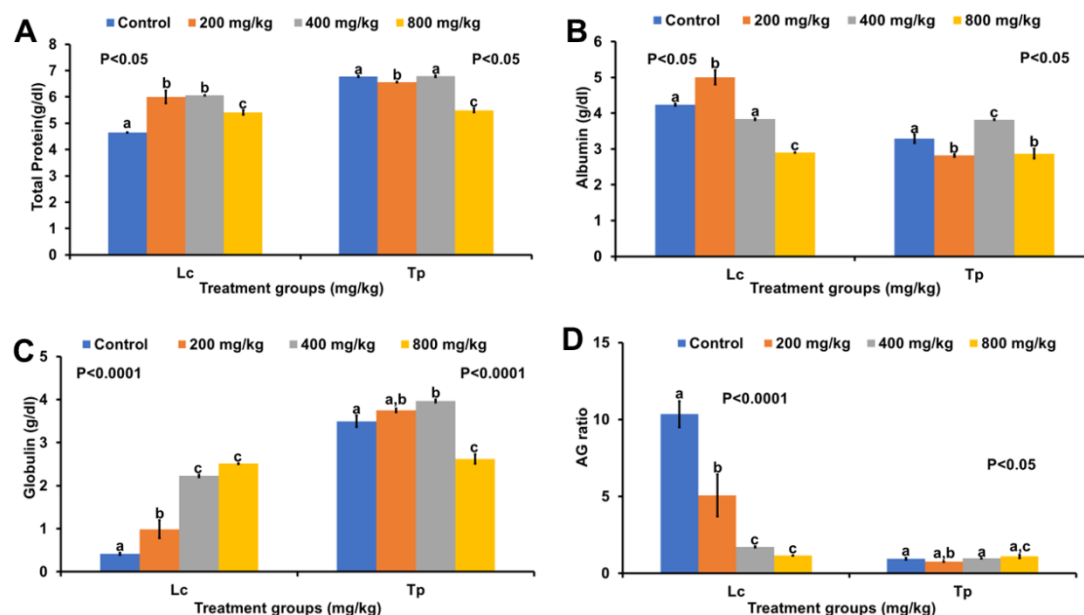 A
Control 200 mg/kg 400 mg/kg 800 mg/kg
P<0.05 P<0.05
Total Protein(g/dl)
8
7
6
5
4
3
2
1
0
a b b c a b a c
Lc Tp
Treatment groups (mg/kg)
B
Control 200 mg/kg 400 mg/kg 800 mg/kg
P<0.05 P<0.05
Albumin (g/dl)
6
5
4
3
2
1
0
a b a c a b c b
Lc Tp
Treatment groups (mg/kg)
C
Control 200 mg/kg 400 mg/kg 800 mg/kg
P<0.0001 P<0.0001
Globulin (g/dl)
5
4
3
2
1
0
a b c c a a,b b c
Lc Tp
Treatment groups (mg/kg)
D
Control 200 mg/kg 400 mg/kg 800 mg/kg
P<0.0001
P<0.05
AG ratio
15
10
5
0
a b c c a a,b a a,c
Lc Tp
Treatment groups (mg/kg)